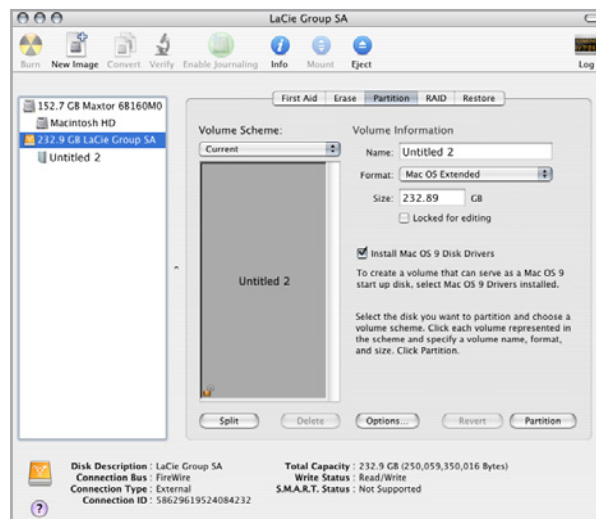 LaCie Group SA
Burn New Image Convert Verify Enable Journaling Info Mount Eject Log
First Aid Erase Partition RAID Restore
152.7 GB Maxtor 6B160M0
Macintosh HD
232.9 GB LaCie Group SA
Untitled 2
Volume Scheme:
Current
Untitled 2
Volume Information
Name: Untitled 2
Format: Mac OS Extended
Size: 232.89 GB
Locked for editing
Install Mac OS 9 Disk Drivers
To create a volume that can serve as a Mac OS 9
start up disk, select Mac OS 9 Drivers installed.
Select the disk you want to partition and choose a
volume scheme. Click each volume represented in
the scheme and specify a volume name, format,
and size. Click Partition.
Split Delete Options... Revert Partition
Disk Description : LaCie Group SA
Connection Bus : FireWire
Connection Type : External
Connection ID : 58629619524084232
Total Capacity : 232.9 GB (250,059,350,016 Bytes)
Write Status : Read/Write
S.M.A.R.T. Status : Not Supported
?